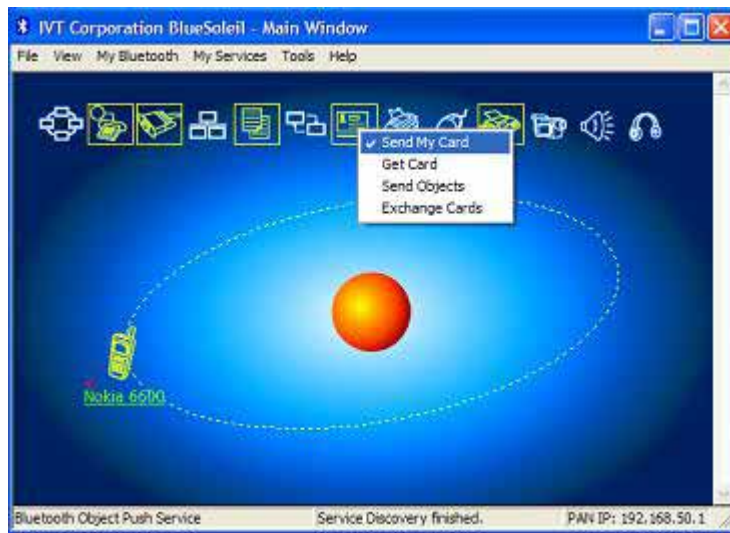 IVT Corporation BlueSoleil - Main Window
File View My Bluetooth My Services Tools Help
Send My Card
Get Card
Send Objects
Exchange Cards
Nokia 6600
Bluetooth Object Push Service Service Discovery finished. PAN IP: 192.168.50.1